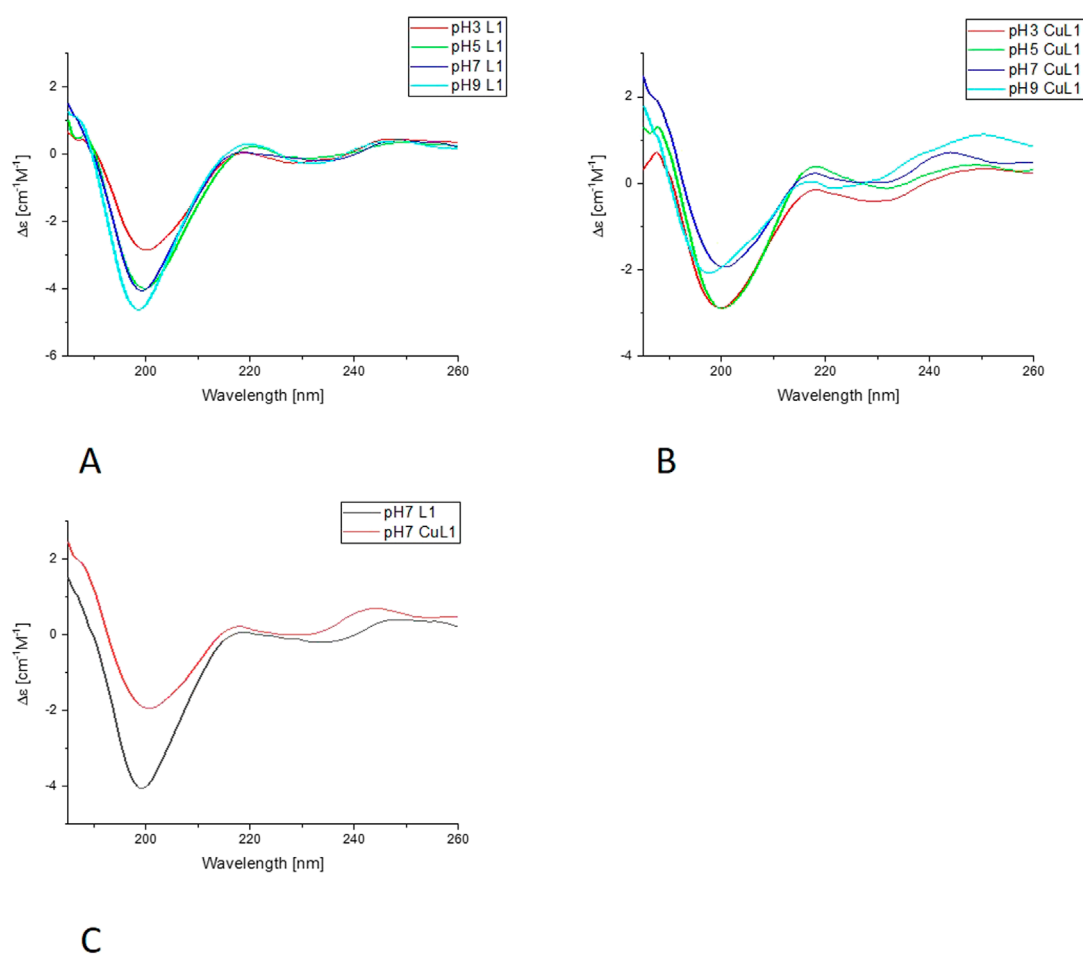 pH3 L1
pH5 L1
pH7 L1
pH9 L1
2
0
-2
-4
-6
200
220
240
260
Δε [cm⁻¹M⁻¹]
Wavelength [nm]
A
pH3 CuL1
pH5 CuL1
pH7 CuL1
pH9 CuL1
2
0
-2
-4
200
220
240
260
Δε [cm⁻¹M⁻¹]
Wavelength [nm]
B
pH7 L1
pH7 CuL1
2
0
-2
-4
200
220
240
260
Δε [cm⁻¹M⁻¹]
Wavelength [nm]
C